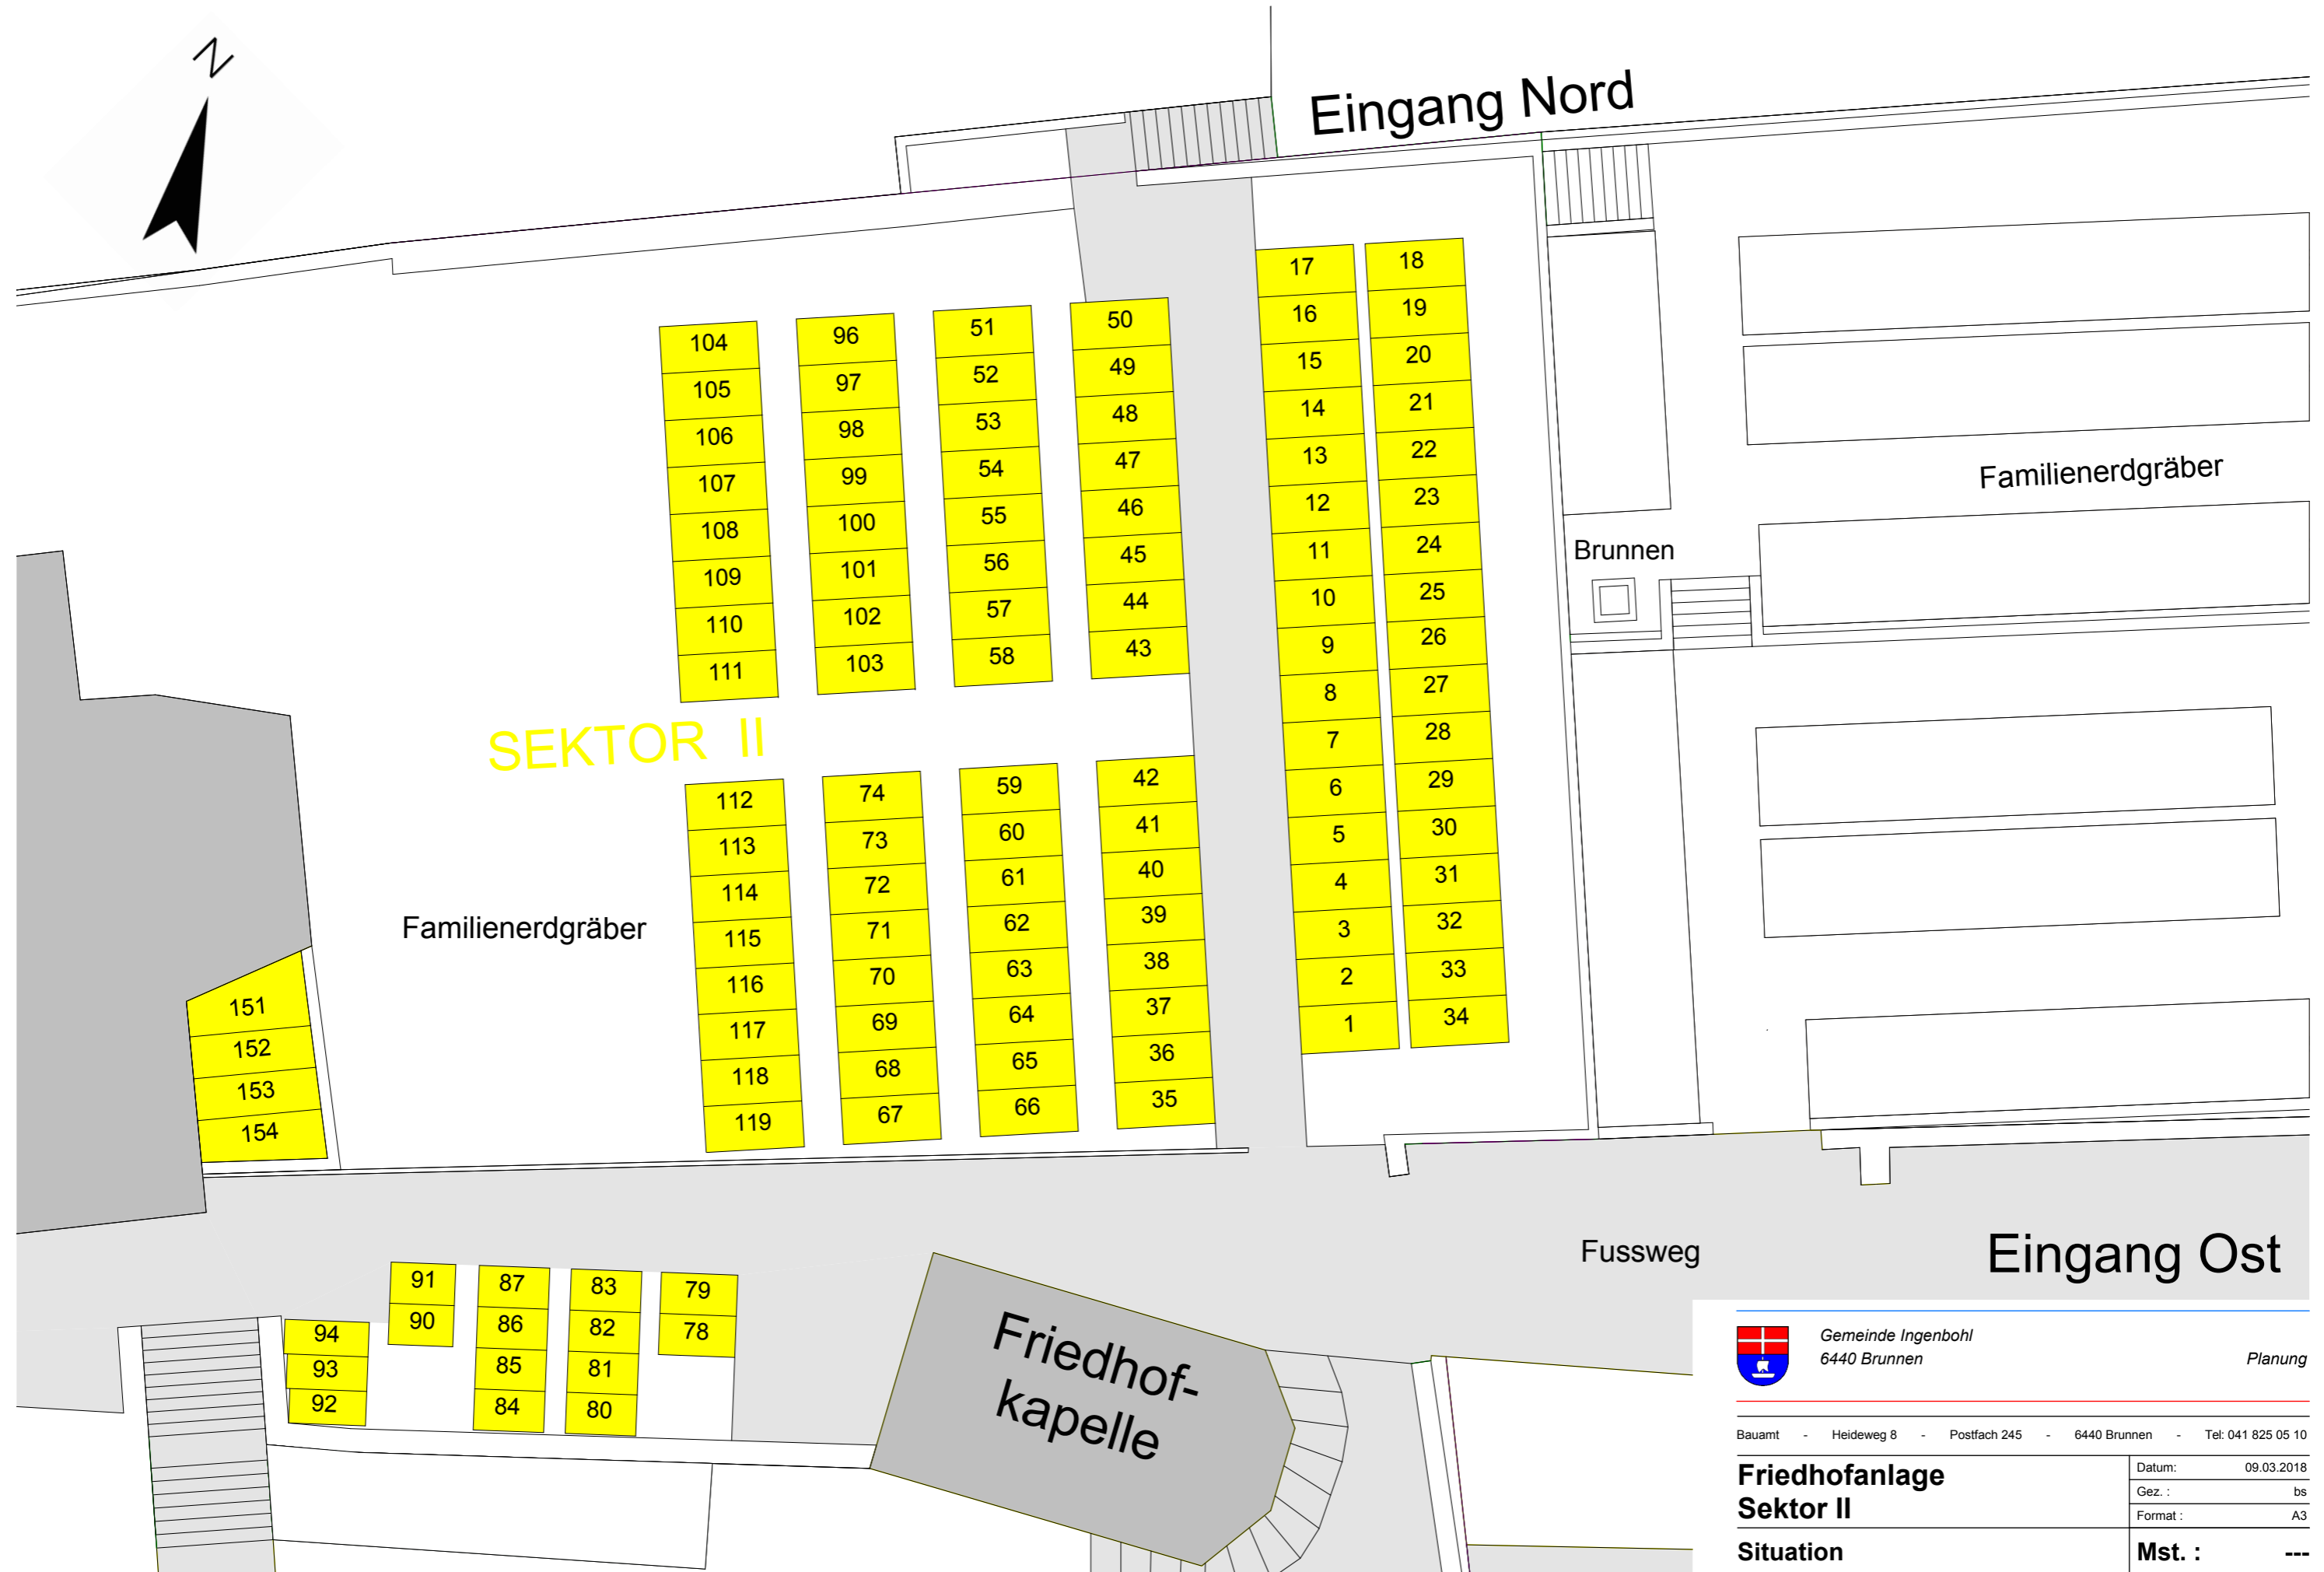 N
Eingang Nord
17 18
16 19
15 20
14 21
13 22
12 23
11 24
10 25
9 26
8 27
7 28
6 29
5 30
4 31
3 32
2 33
1 34
104 96 51 50
105 97 52 49
106 98 53 48
107 99 54 47
108 100 55 46
109 101 56 45
110 102 57 44
111 103 58 43
Familienerdgräber
Brunnen
SEKTOR II
112 74 59 42
113 73 60 41
114 72 61 40
115 71 62 39
116 70 63 38
117 69 64 37
118 68 65 36
119 67 66 35
Familienerdgräber
151
152
153
154
Fussweg
Eingang Ost
91 87 83 79
90 86 82 78
85 81
84 80
94
93
92
Friedhof-
kapelle
Gemeinde Ingenbohl
6440 Brunnen Planung
Bauamt - Heideweg 8 - Postfach 245 - 6440 Brunnen - Tel: 041 825 05 10
Friedhofanlage
Sektor II
Datum: 09.03.2018
Gez. : bs
Format : A3
Situation
Mst. : ---